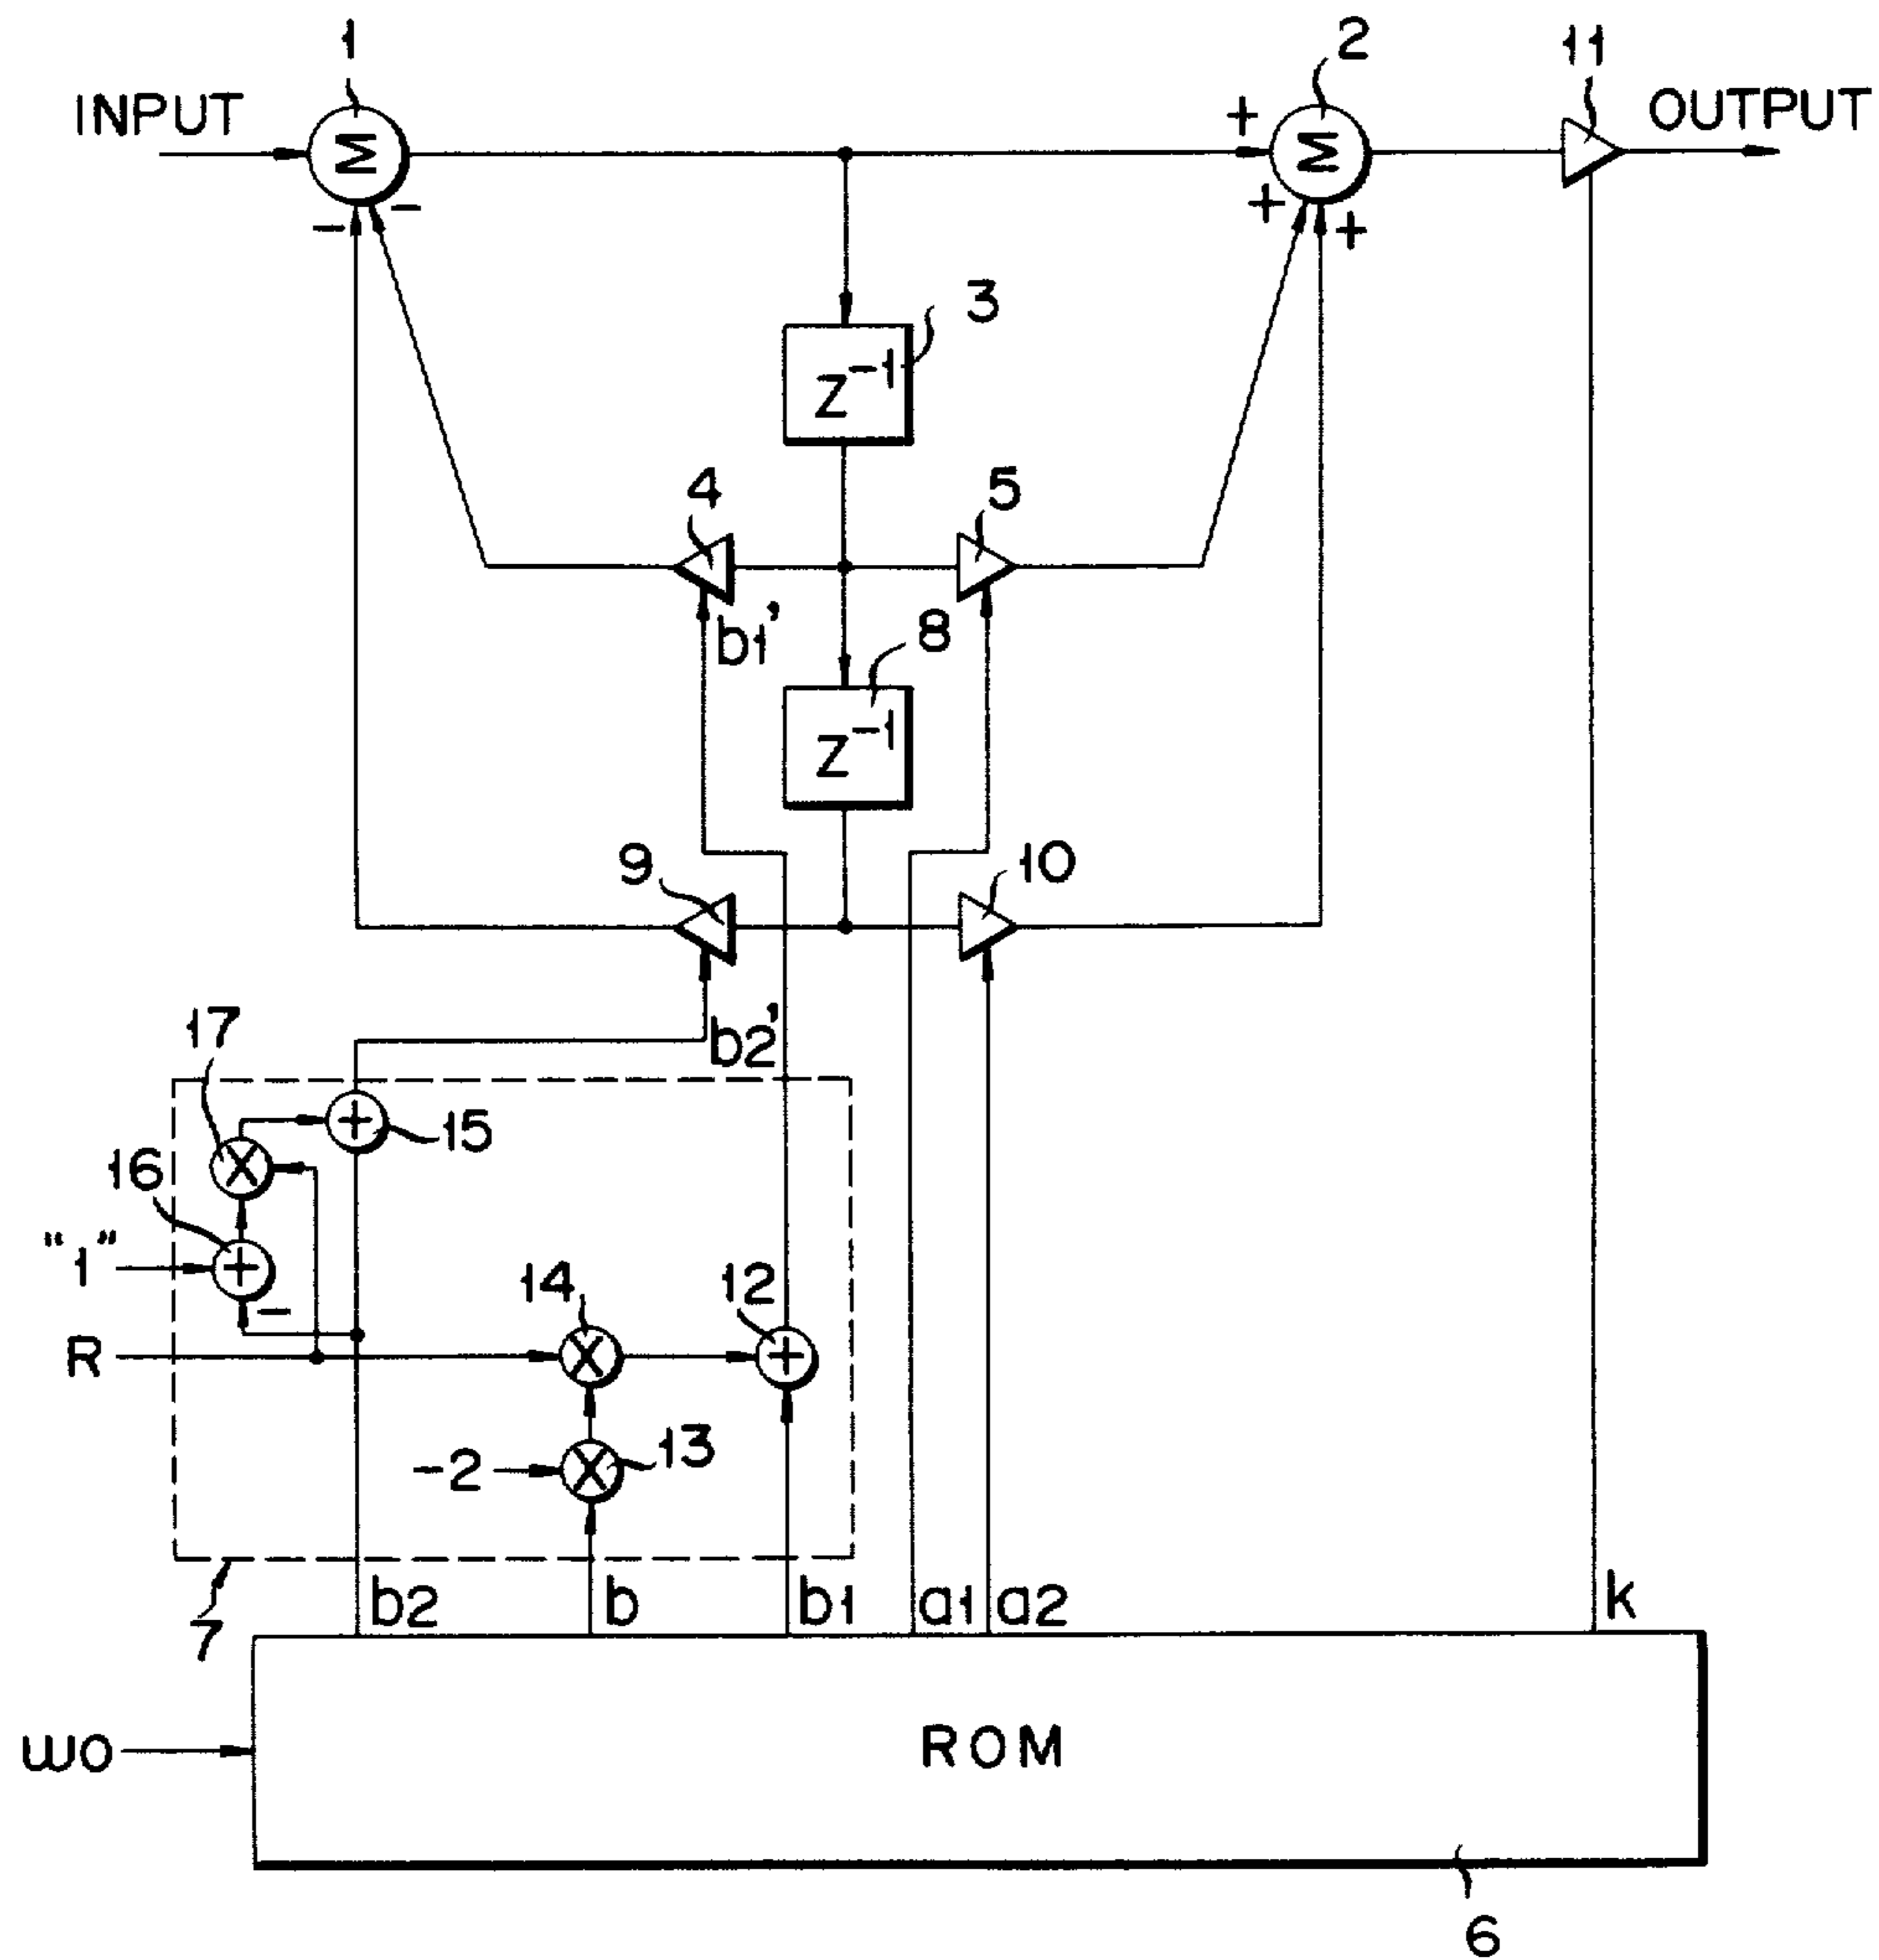 1
2
11
INPUT
OUTPUT
Σ
Σ
+
+
+
-
-
3
Z⁻¹
4
5
b1'
8
Z⁻¹
9
10
b2'
17
+
15
16
×
"1"
+
-
14
12
R
×
+
-2
×
13
7
b2
b
b1
a1
a2
k
ωo
ROM
6